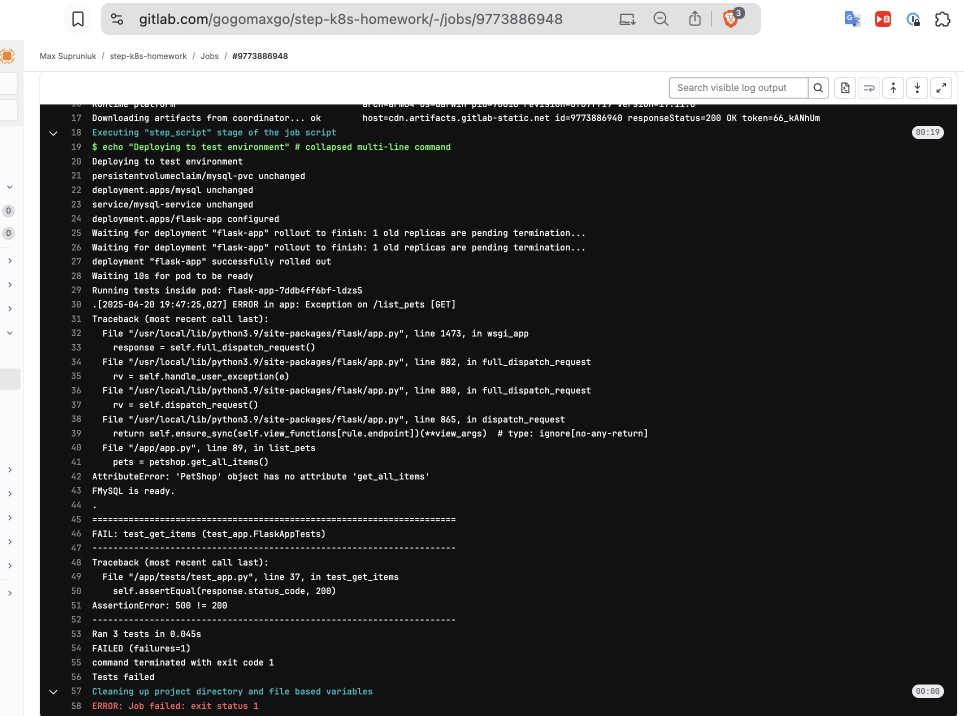 gitlab.com/gogomaxgo/step-k8s-homework/-/jobs/9773886948
3
Max Supruniuk / step-k8s-homework / Jobs / #9773886948
Search visible log output
0
0
17 Downloading artifacts from coordinator... ok host=cdn.artifacts.gitlab-static.net id=9773886940 responseStatus=200 OK token=66_kANhUm
18 Executing "step_script" stage of the job script 00:19
19 $ echo "Deploying to test environment" # collapsed multi-line command
20 Deploying to test environment
21 persistentvolumeclaim/mysql-pvc unchanged
22 deployment.apps/mysql unchanged
23 service/mysql-service unchanged
24 deployment.apps/flask-app configured
25 Waiting for deployment "flask-app" rollout to finish: 1 old replicas are pending termination...
26 Waiting for deployment "flask-app" rollout to finish: 1 old replicas are pending termination...
27 deployment "flask-app" successfully rolled out
28 Waiting 10s for pod to be ready
29 Running tests inside pod: flask-app-7ddb4ff6bf-ldzs5
30 .[2025-04-20 19:47:25,027] ERROR in app: Exception on /list_pets [GET]
31 Traceback (most recent call last):
32 File "/usr/local/lib/python3.9/site-packages/flask/app.py", line 1473, in wsgi_app
33 response = self.full_dispatch_request()
34 File "/usr/local/lib/python3.9/site-packages/flask/app.py", line 882, in full_dispatch_request
35 rv = self.handle_user_exception(e)
36 File "/usr/local/lib/python3.9/site-packages/flask/app.py", line 880, in full_dispatch_request
37 rv = self.dispatch_request()
38 File "/usr/local/lib/python3.9/site-packages/flask/app.py", line 865, in dispatch_request
39 return self.ensure_sync(self.view_functions[rule.endpoint])(**view_args) # type: ignore[no-any-return]
40 File "/app/app.py", line 89, in list_pets
41 pets = petshop.get_all_items()
42 AttributeError: 'PetShop' object has no attribute 'get_all_items'
43 FMySQL is ready.
44 .
45 ======================================================================
46 FAIL: test_get_items (test_app.FlaskAppTests)
47 ----------------------------------------------------------------------
48 Traceback (most recent call last):
49 File "/app/tests/test_app.py", line 37, in test_get_items
50 self.assertEqual(response.status_code, 200)
51 AssertionError: 500 != 200
52 ----------------------------------------------------------------------
53 Ran 3 tests in 0.045s
54 FAILED (failures=1)
55 command terminated with exit code 1
56 Tests failed
57 Cleaning up project directory and file based variables 00:00
58 ERROR: Job failed: exit status 1